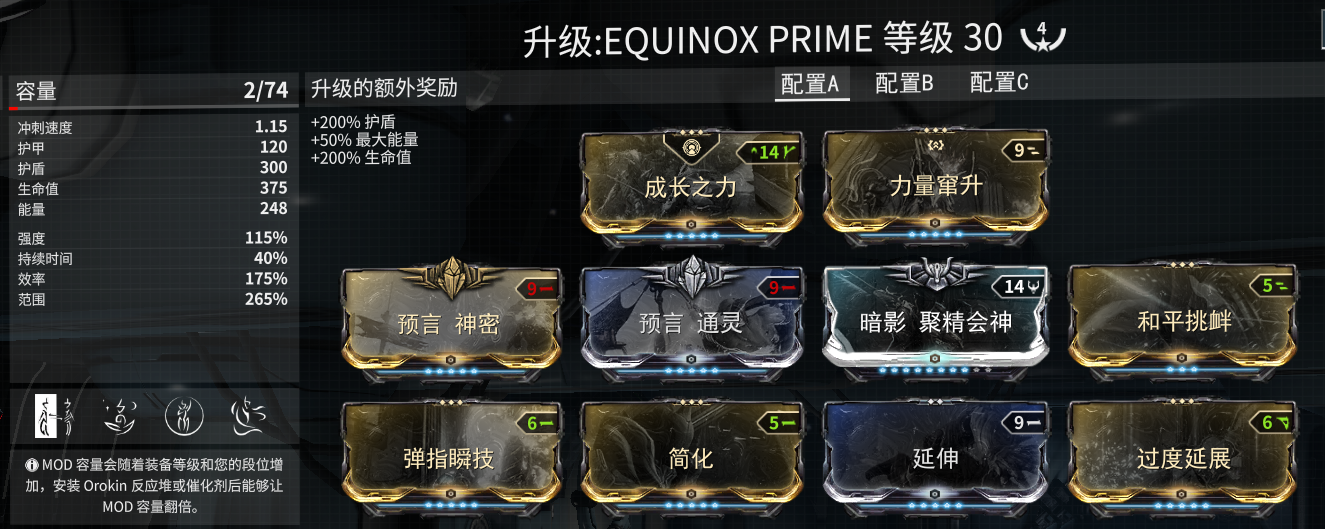 升级:EQUINOX PRIME 等级 30 4
容量 2/74
升级的额外奖励
配置A 配置B 配置C
冲刺速度 1.15
护甲 120
护盾 300
生命值 375
能量 248
强度 115%
持续时间 40%
效率 175%
范围 265%
+200% 护盾
+50% 最大能量
+200% 生命值
14
成长之力
9
力量窜升
9
预言 神密
9
预言 通灵
14
暗影 聚精会神
5
和平挑衅
6
弹指瞬技
5
简化
9
延伸
6
过度延展
MOD 容量会随着装备等级和您的段位增
加，安装 Orokin 反应堆或催化剂后能够让
MOD 容量翻倍。